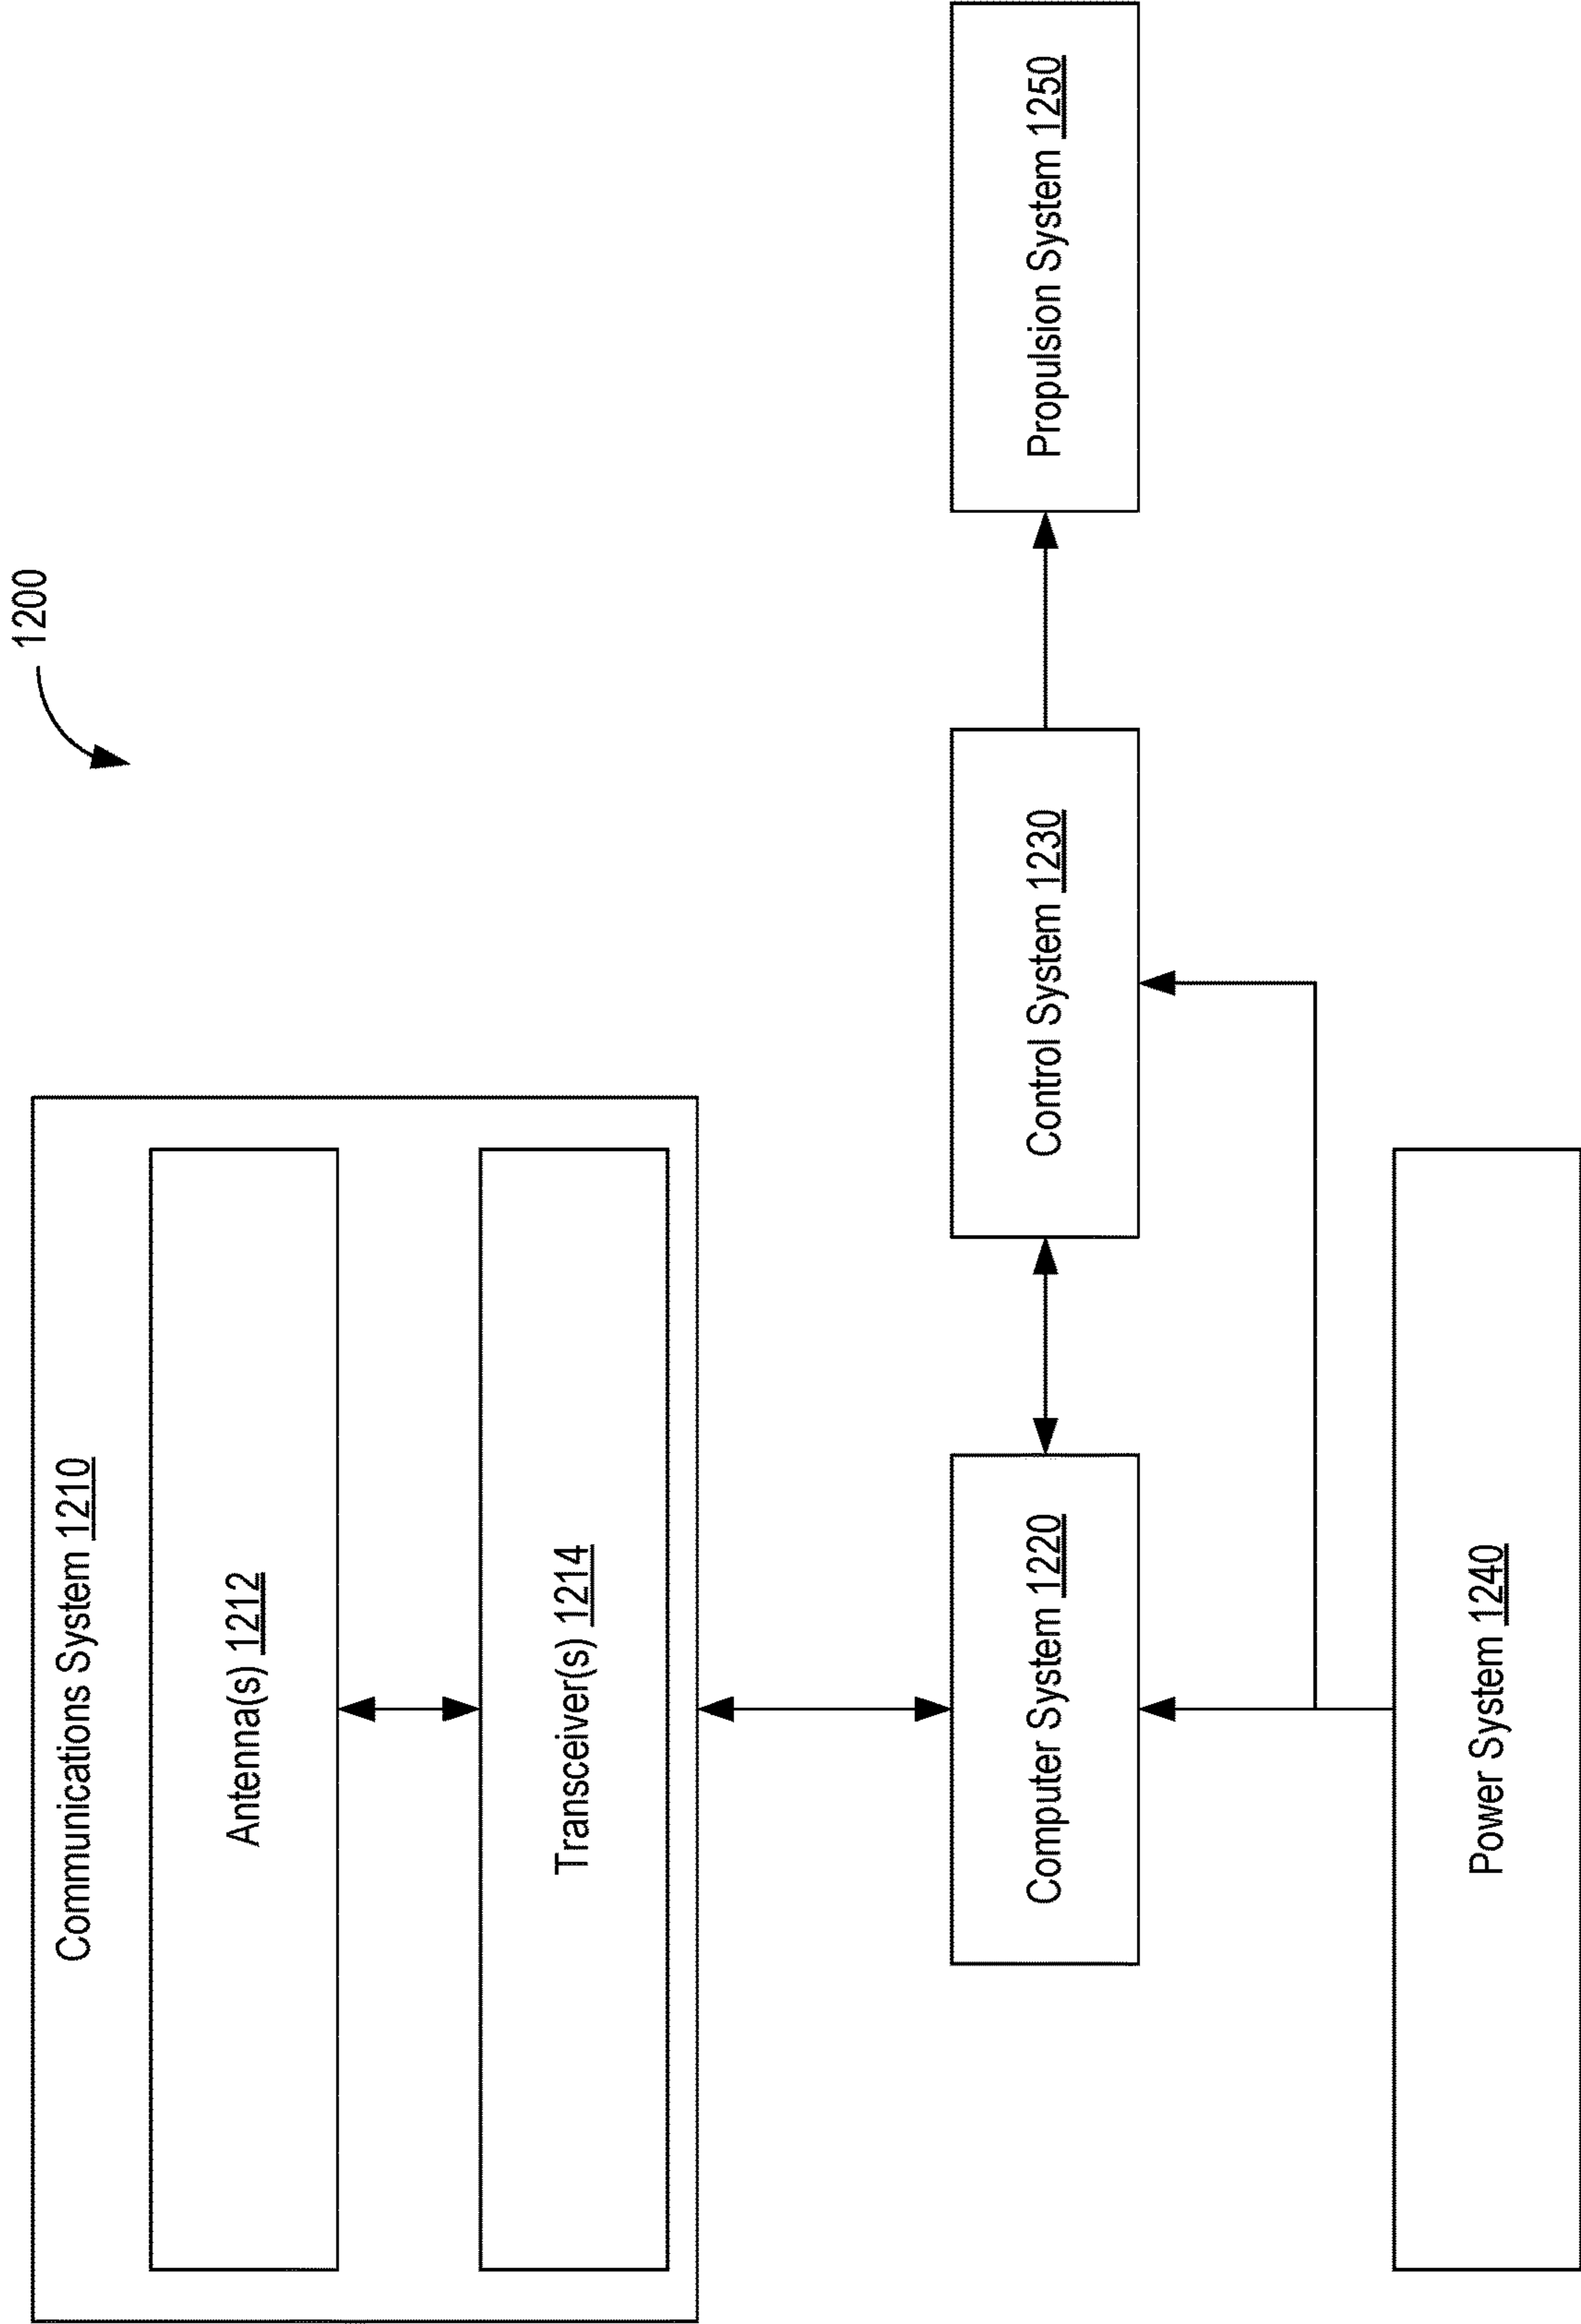 1200
Communications System 1210
Antenna(s) 1212
Transceiver(s) 1214
Computer System 1220
Control System 1230
Propulsion System 1250
Power System 1240